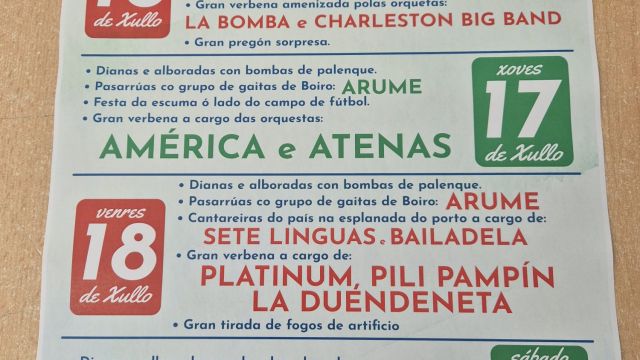 de Xullo
• Gran verbena amenizada polas orquetas:
LA BOMBA e CHARLESTON BIG BAND
• Gran pregón sorpresa.
• Dianas e alboradas con bombas de palenque.
• Pasarrúas co grupo de gaitas de Boiro: ARUME
• Festa da escuma ó lado do campo de fútbol.
• Gran verbena a cargo das orquestas:
AMÉRICA e ATENAS
xoves
17
de Xullo
venres
18
de Xullo
• Dianas e alboradas con bombas de palenque.
• Pasarrúas co grupo de gaitas de Boiro: ARUME
• Cantareiras do país na esplanada do porto a cargo de:
SETE LINGUAS e BAILADELA
• Gran verbena a cargo de:
PLATINUM, PILI PAMPÍN
LA DUENDENETA
• Gran tirada de fogos de artificio
sábado